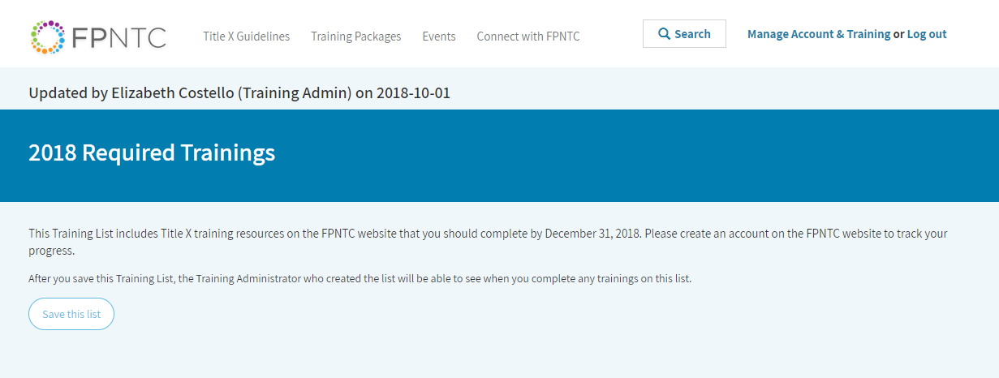 FPNTC
Title X Guidelines
Training Packages
Events
Connect with FPNTC
Search
Manage Account & Training or Log out
Updated by Elizabeth Costello (Training Admin) on 2018-10-01
2018 Required Trainings
This Training List includes Title X training resources on the FPNTC website that you should complete by December 31, 2018. Please create an account on the FPNTC website to track your
progress.
After you save this Training List, the Training Administrator who created the list will be able to see when you complete any trainings on this list.
Save this list